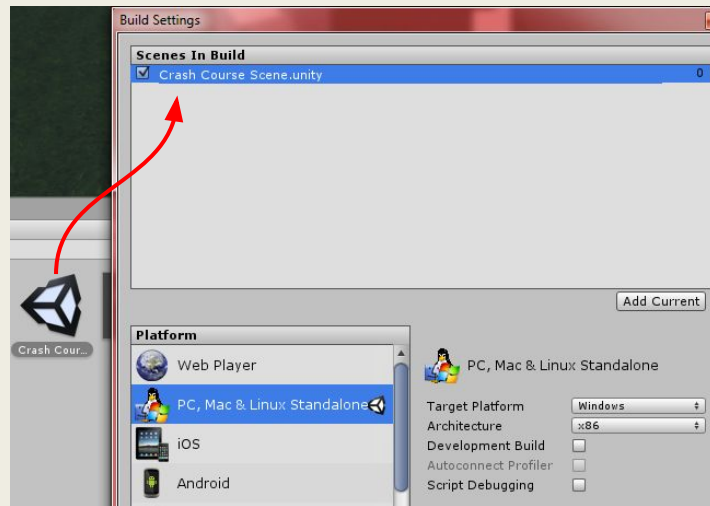 Build Settings
Scenes In Build
Crash Course Scene.unity 0
Add Current
Crash Cour...
Platform
Web Player
PC, Mac & Linux Standalone
iOS
Android
PC, Mac & Linux Standalone
Target Platform Windows
Architecture x86
Development Build
Autoconnect Profiler
Script Debugging